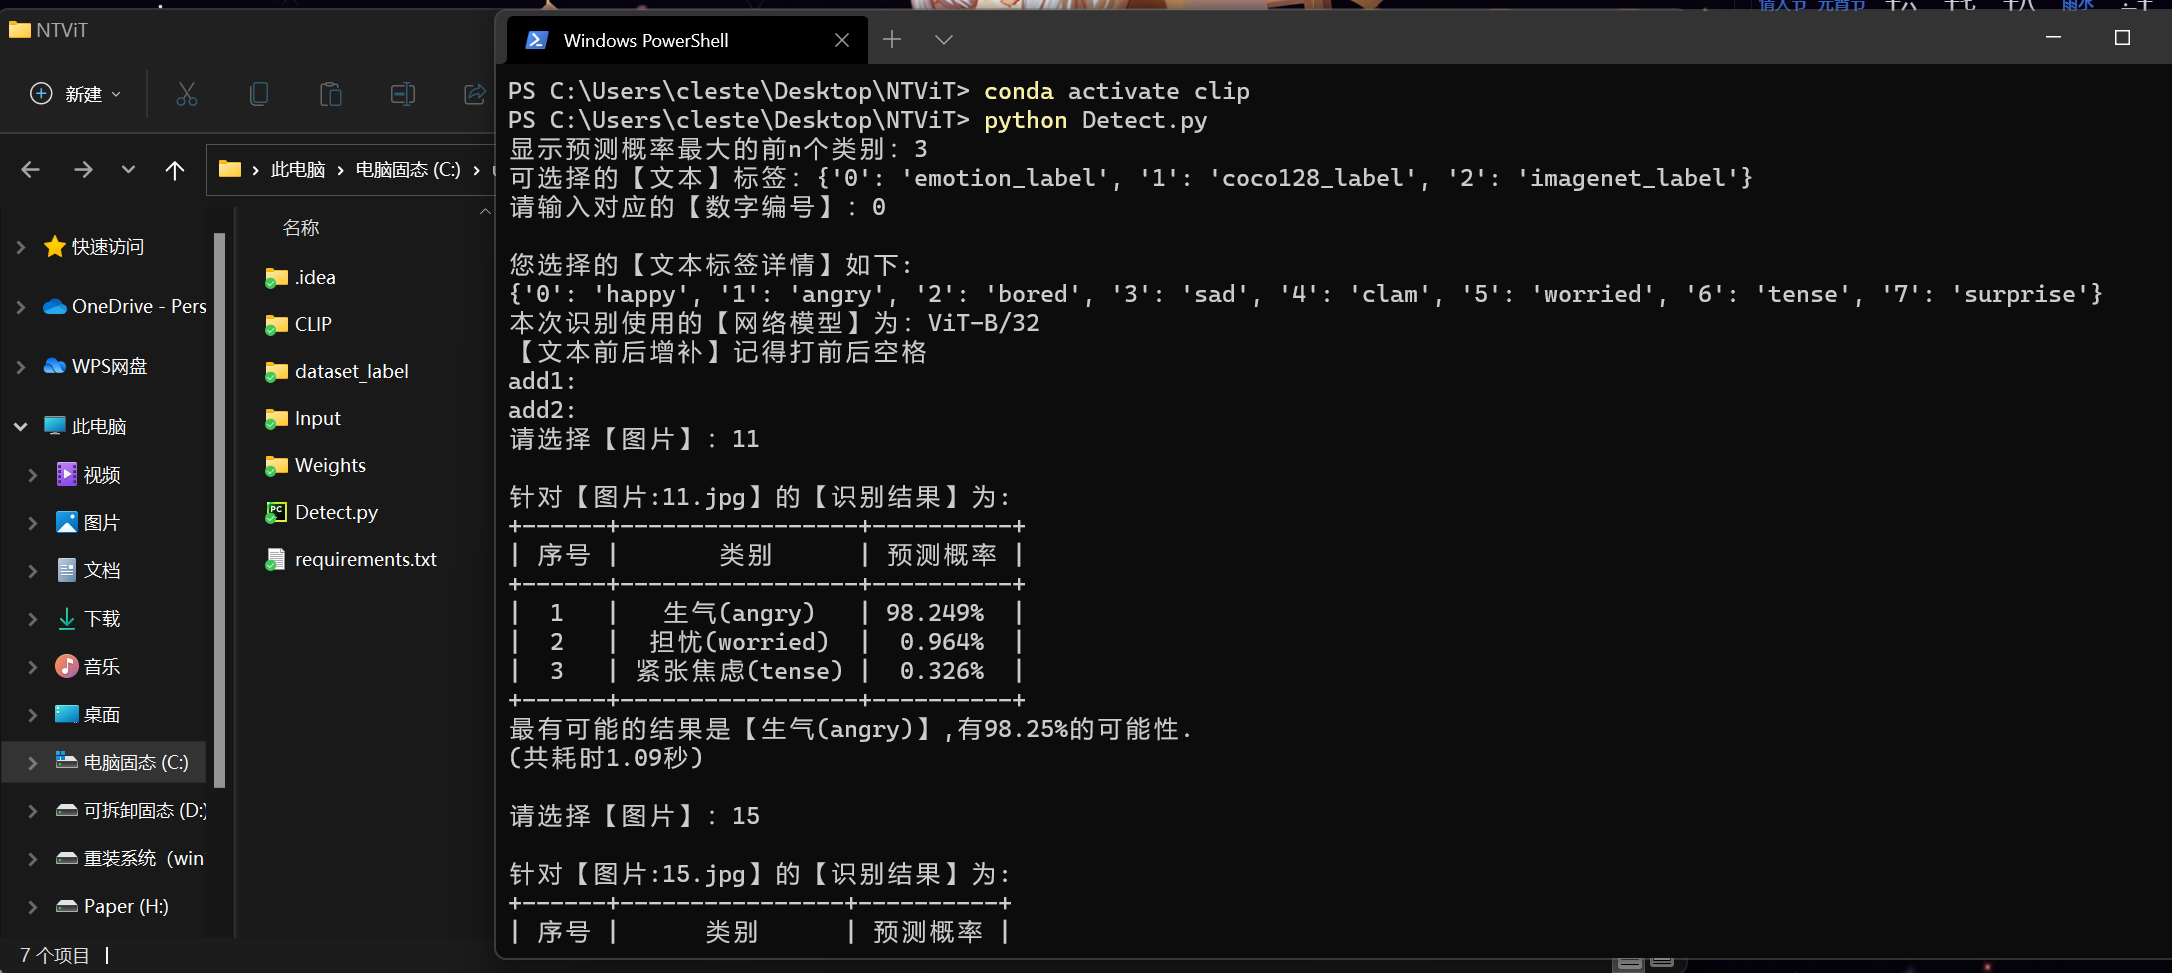 NTViT
新建
此电脑 电脑固态 (C:)
快速访问
OneDrive - Pers
WPS网盘
此电脑
视频
图片
文档
下载
音乐
桌面
电脑固态 (C:)
可拆卸固态 (D:)
重装系统（win
Paper (H:)
7 个项目
名称
.idea
CLIP
dataset_label
Input
Weights
Detect.py
requirements.txt
Windows PowerShell
PS C:\Users\cleste\Desktop\NTViT> conda activate clip
PS C:\Users\cleste\Desktop\NTViT> python Detect.py
显示预测概率最大的前n个类别：3
可选择的【文本】标签：{'0': 'emotion_label', '1': 'coco128_label', '2': 'imagenet_label'}
请输入对应的【数字编号】：0
您选择的【文本标签详情】如下：
{'0': 'happy', '1': 'angry', '2': 'bored', '3': 'sad', '4': 'clam', '5': 'worried', '6': 'tense', '7': 'surprise'}
本次识别使用的【网络模型】为：ViT-B/32
【文本前后增补】记得打前后空格
add1:
add2:
请选择【图片】：11
针对【图片:11.jpg】的【识别结果】为：
+------+-----------------+----------+
| 序号 | 类别 | 预测概率 |
+------+-----------------+----------+
| 1 | 生气(angry) | 98.249% |
| 2 | 担忧(worried) | 0.964% |
| 3 | 紧张焦虑(tense) | 0.326% |
+------+-----------------+----------+
最有可能的结果是【生气(angry)】,有98.25%的可能性.
(共耗时1.09秒)
请选择【图片】：15
针对【图片:15.jpg】的【识别结果】为：
+------+----------------+----------+
| 序号 | 类别 | 预测概率 |